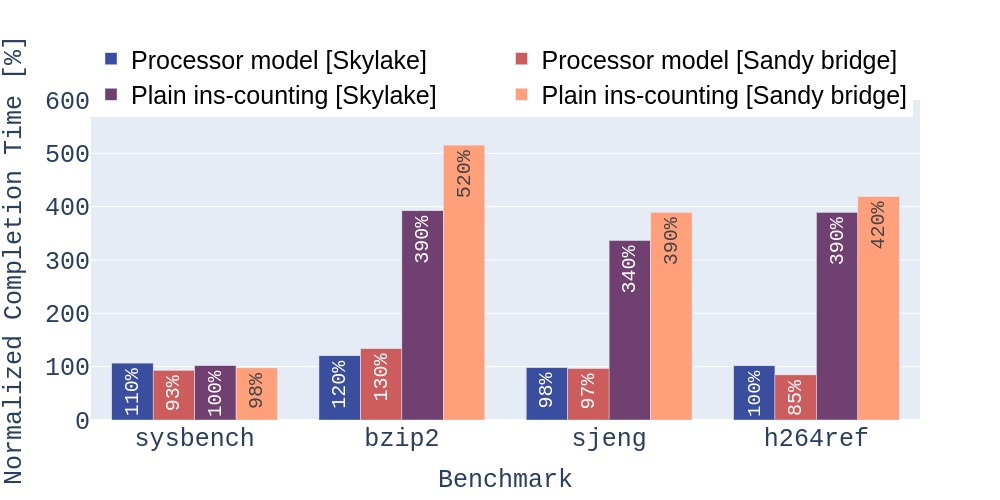 Processor model [Skylake]
Processor model [Sandy bridge]
Plain ins-counting [Skylake]
Plain ins-counting [Sandy bridge]
Normalized Completion Time [%]
600
500
400
300
200
100
0
110%
93%
100%
98%
120%
130%
390%
520%
98%
97%
340%
390%
100%
85%
390%
420%
sysbench
bzip2
sjeng
h264ref
Benchmark